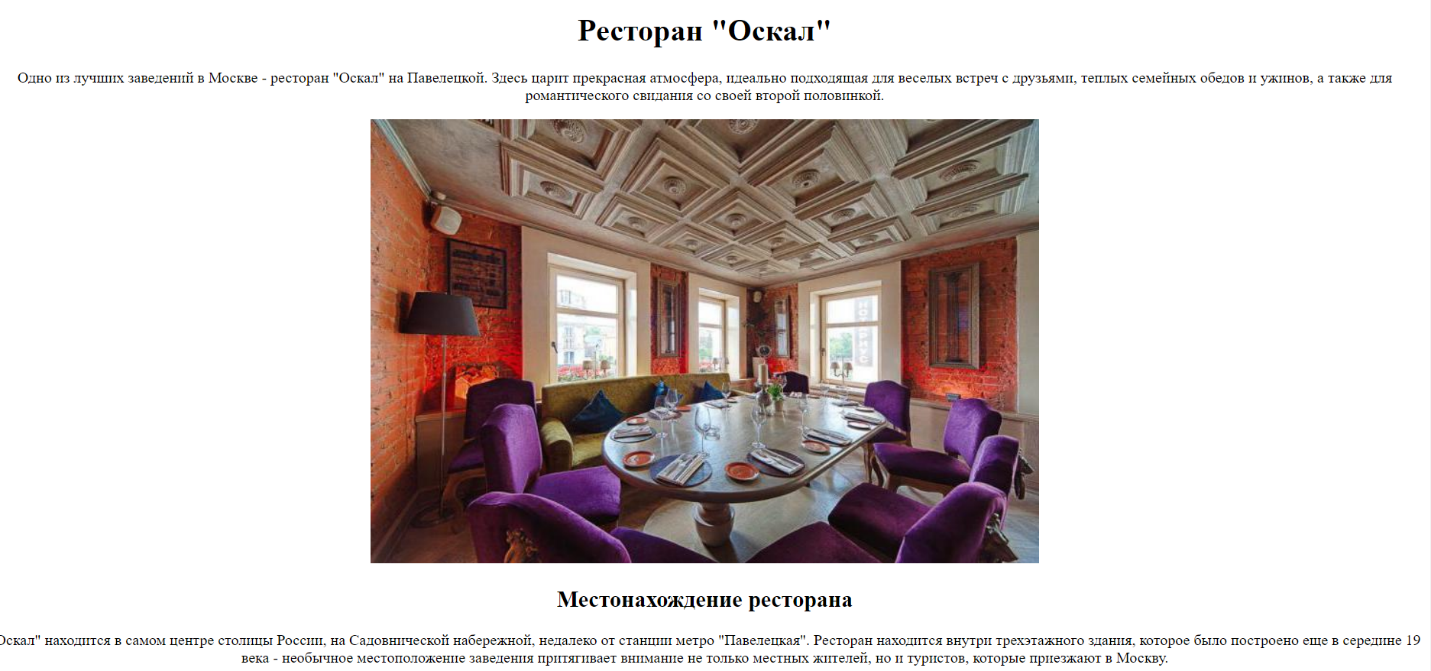 Ресторан "Оскал"
Одно из лучших заведений в Москве - ресторан "Оскал" на Павелецкой. Здесь царит прекрасная атмосфера, идеально подходящая для веселых встреч с друзьями, теплых семейных обедов и ужинов, а также для
романтического свидания со своей второй половинкой.
Местонахождение ресторана
Оскал" находится в самом центре столицы России, на Садовнической набережной, недалеко от станции метро "Павелецкая". Ресторан находится внутри трехэтажного здания, которое было построено еще в середине 19
века - необычное местоположение заведения притягивает внимание не только местных жителей, но и туристов, которые приезжают в Москву.